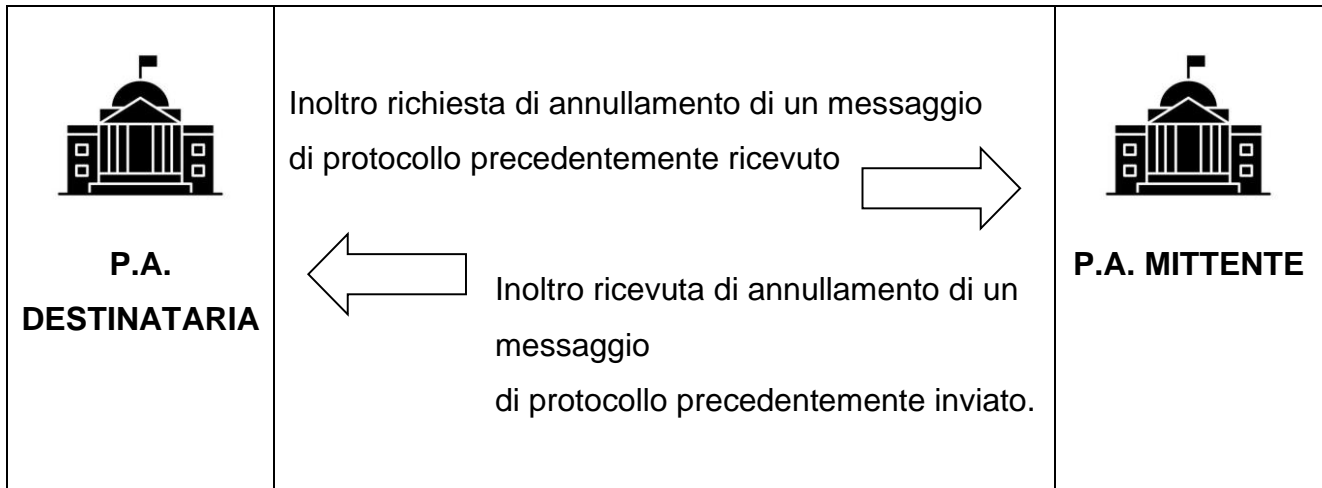 Inoltro richiesta di annullamento di un messaggio
di protocollo precedentemente ricevuto
P.A.
DESTINATARIA
P.A. MITTENTE
Inoltro ricevuta di annullamento di un
messaggio
di protocollo precedentemente inviato.